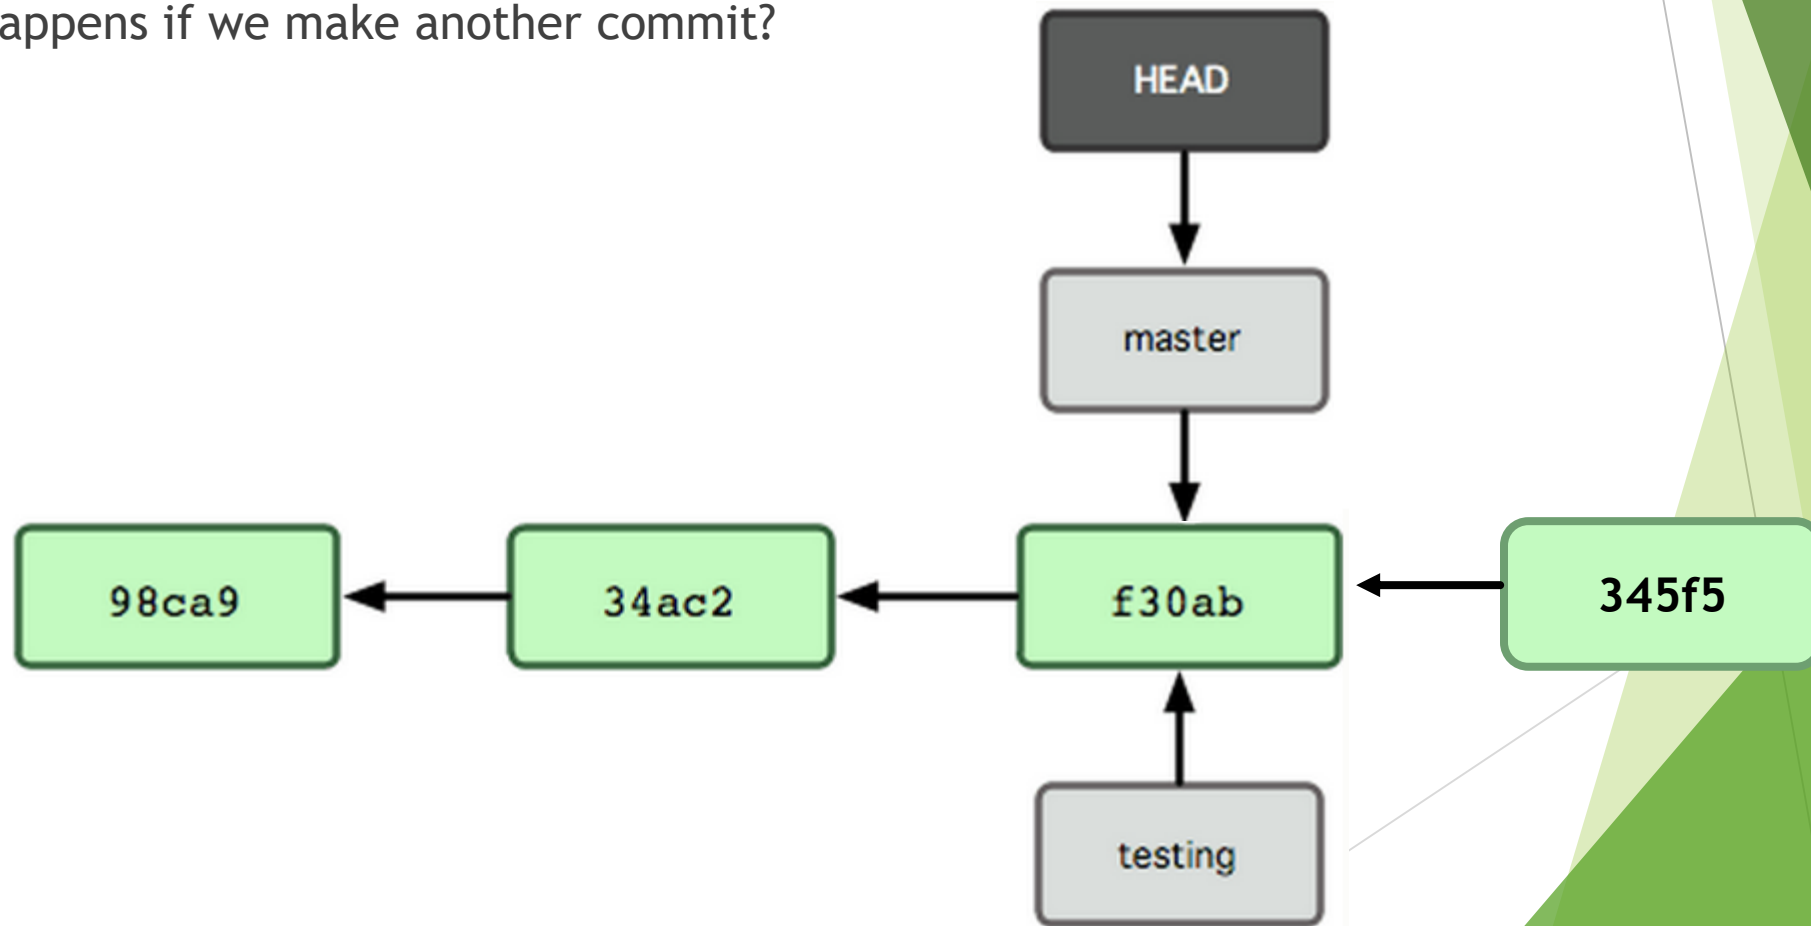 appens if we make another commit?
HEAD
master
98ca9
34ac2
f30ab
345f5
testing